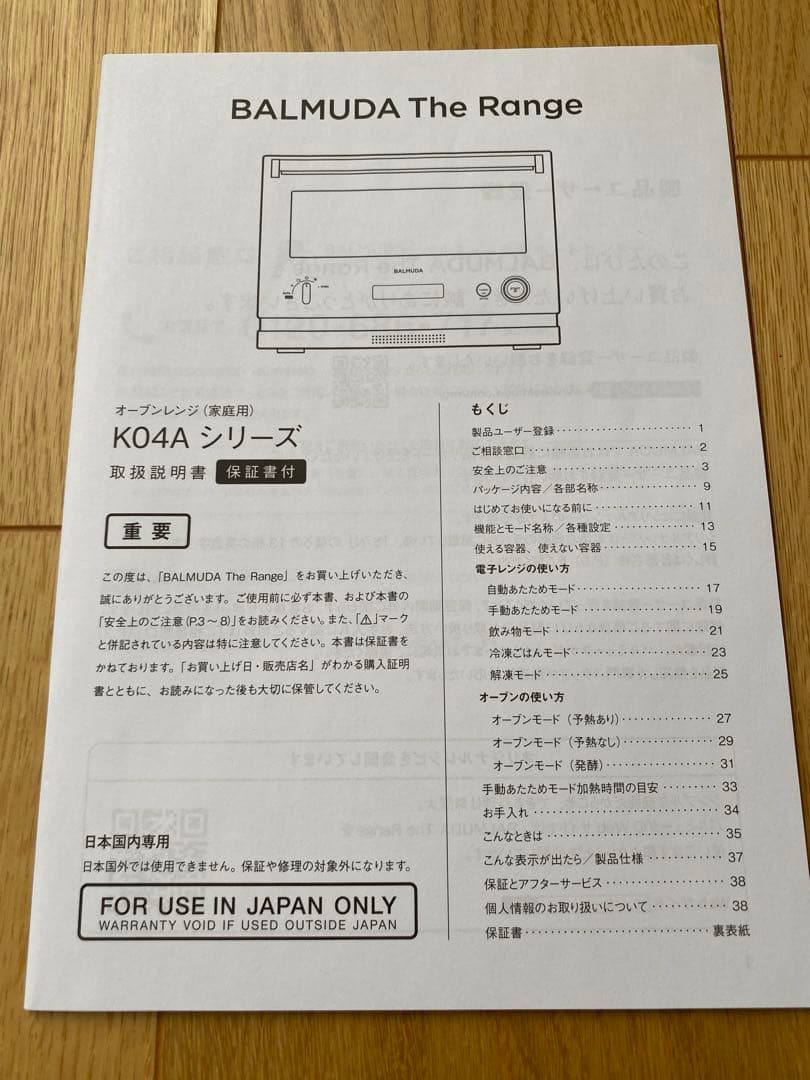 BALMUDA The Range
BALMUDA
オーブンレンジ（家庭用）
K04A シリーズ
取扱説明書 保証書付
重要
この度は、「BALMUDA The Range」をお買い上げいただき、
誠にありがとうございます。ご使用前に必ず本書、および本書の
「安全上のご注意（P.3～8）」をお読みください。また、「⚠」マーク
と併記されている内容は特に注意してください。本書は保証書を
かねております。「お買い上げ日・販売店名」がわかる購入証明
書とともに、お読みになった後も大切に保管してください。
日本国内専用
日本国外では使用できません。保証や修理の対象外になります。
FOR USE IN JAPAN ONLY
WARRANTY VOID IF USED OUTSIDE JAPAN
もくじ
製品ユーザー登録 1
ご相談窓口 2
安全上のご注意 3
パッケージ内容／各部名称 9
はじめてお使いになる前に 11
機能とモード名称／各種設定 13
使える容器、使えない容器 15
電子レンジの使い方
自動あたためモード 17
手動あたためモード 19
飲み物モード 21
冷凍ごはんモード 23
解凍モード 25
オーブンの使い方
オーブンモード（予熱あり） 27
オーブンモード（予熱なし） 29
オーブンモード（発酵） 31
手動あたためモード加熱時間の目安 33
お手入れ 34
こんなときは 35
こんな表示が出たら／製品仕様 37
保証とアフターサービス 38
個人情報のお取り扱いについて 38
保証書 裏表紙